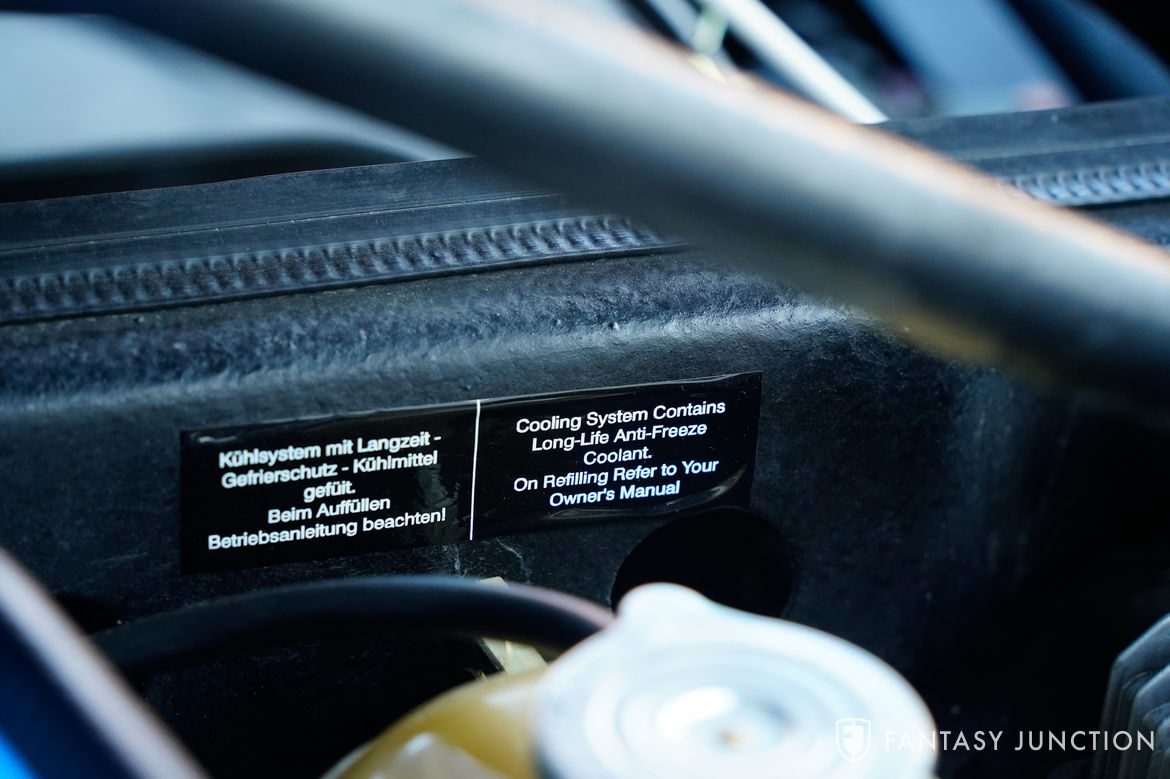 Kühlsystem mit Langzeit -
Gefrierschutz - Kühlmittel
gefüit.
Beim Auffüllen
Betriebsanleitung beachten!
Cooling System Contains
Long-Life Anti-Freeze
Coolant.
On Refilling Refer to Your
Owner's Manual
FANTASY JUNCTION